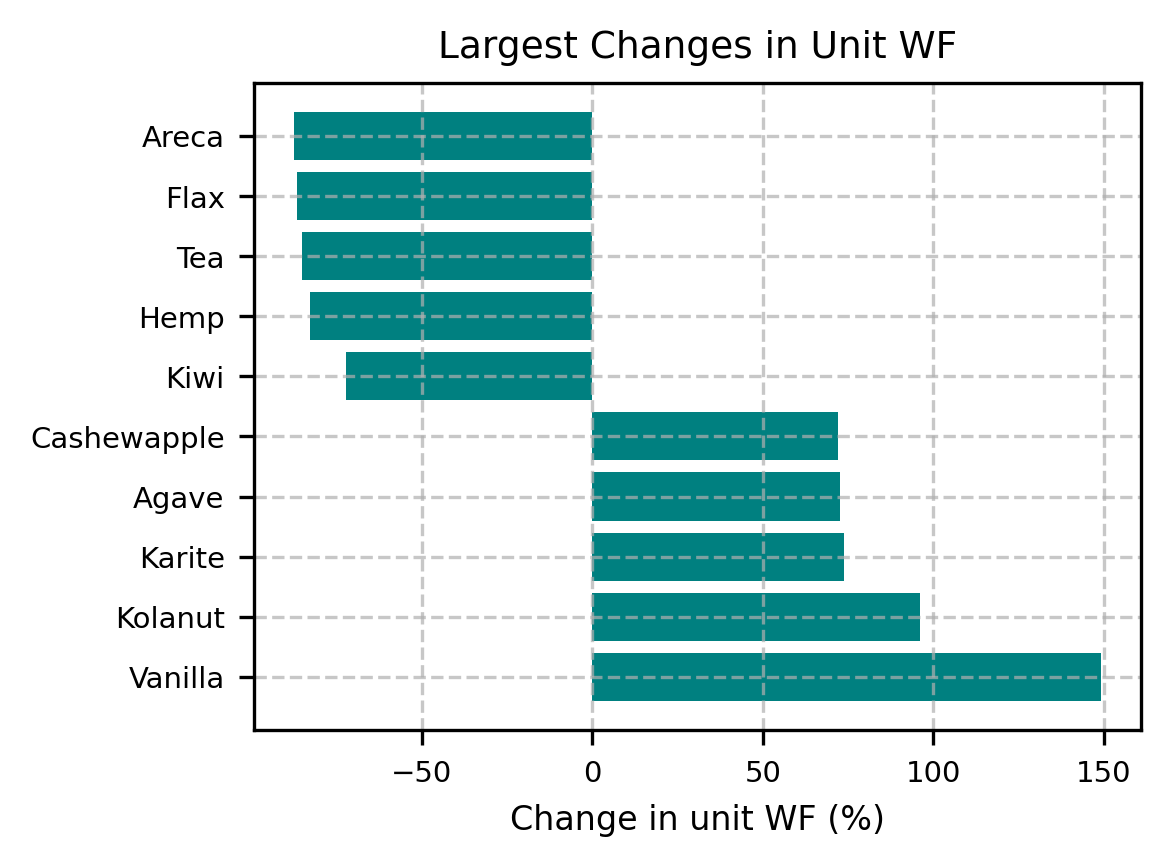 Largest Changes in Unit WF
Areca
Flax
Tea
Hemp
Kiwi
Cashewapple
Agave
Karite
Kolanut
Vanilla
−50 0 50 100 150
Change in unit WF (%)